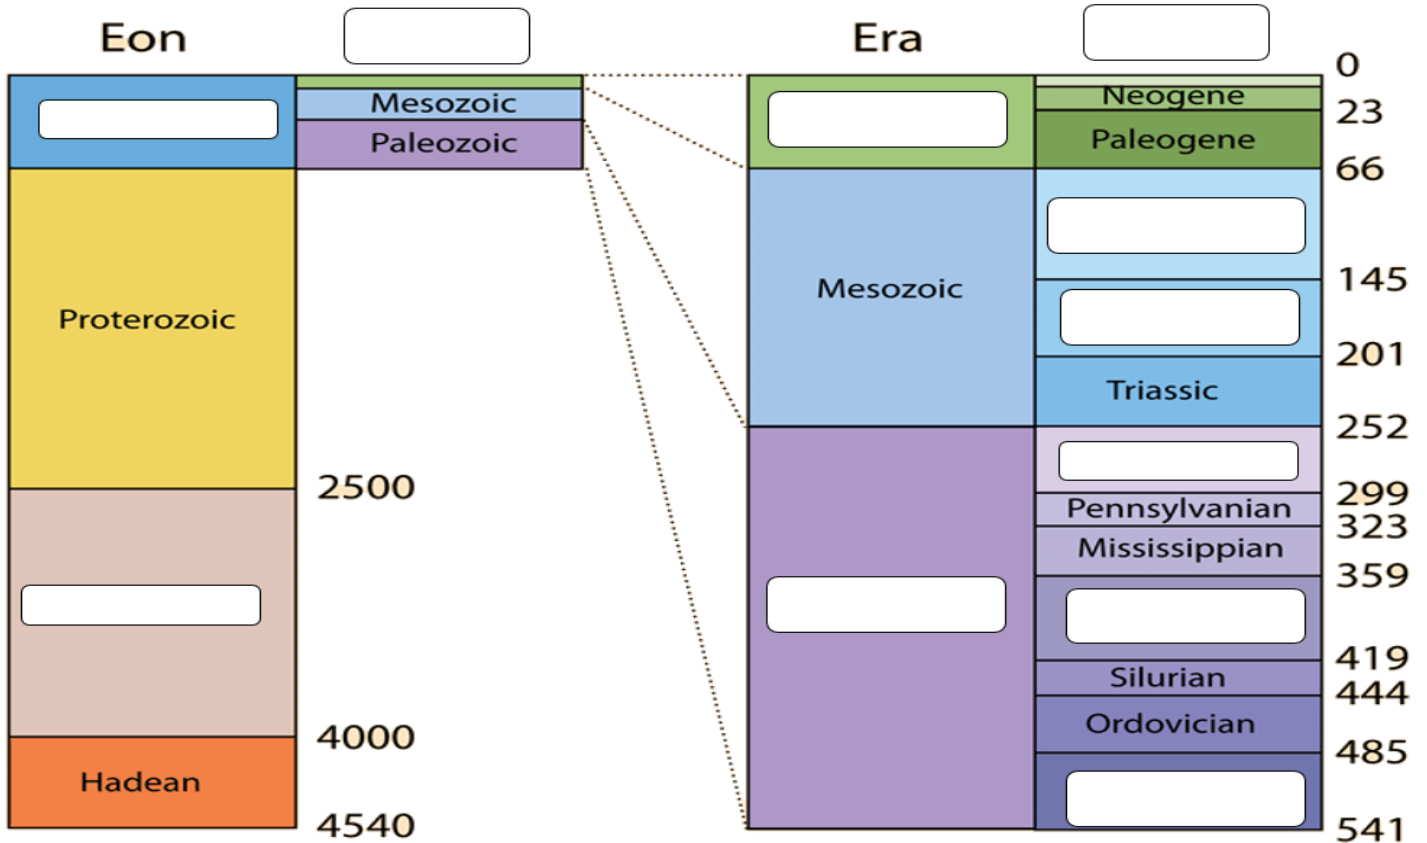 Eon
Era
0
Mesozoic
Neogene
23
Paleozoic
Paleogene
66
145
Mesozoic
Proterozoic
201
Triassic
252
2500
299
Pennsylvanian
323
Mississippian
359
419
Silurian
444
Ordovician
4000
485
Hadean
4540
541